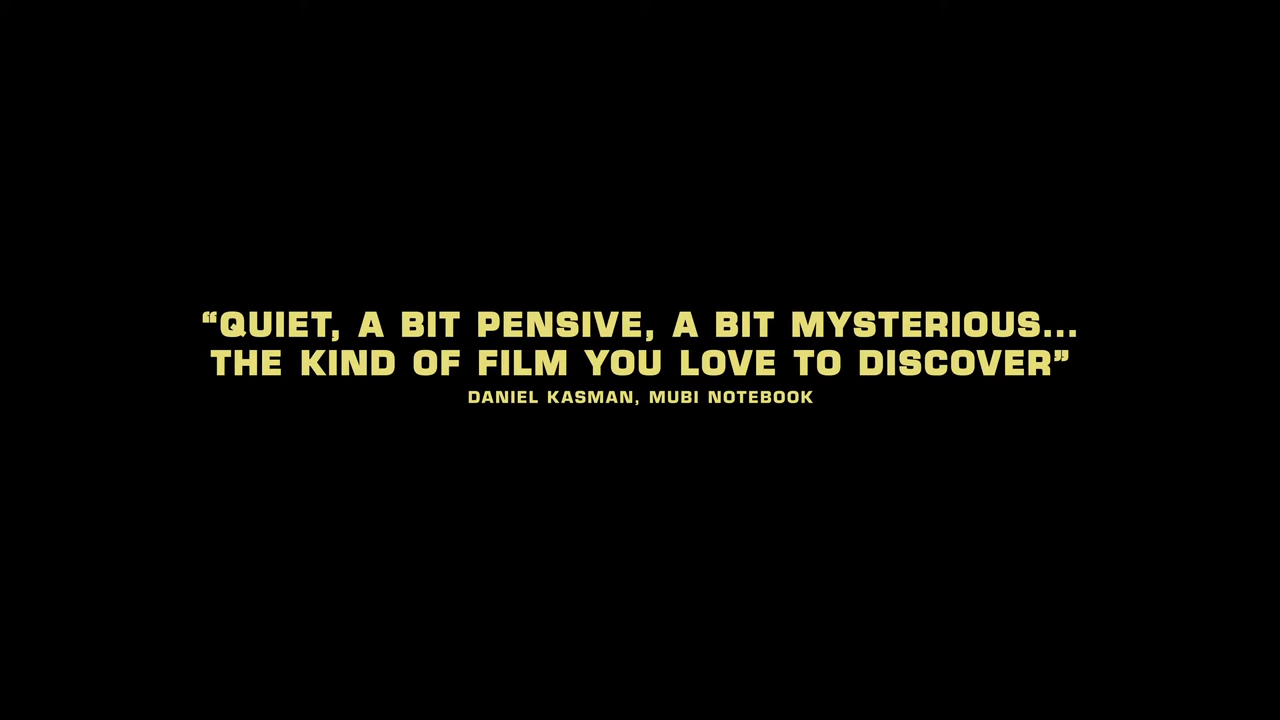 “QUIET, A BIT PENSIVE, A BIT MYSTERIOUS...
THE KIND OF FILM YOU LOVE TO DISCOVER”
DANIEL KASMAN, MUBI NOTEBOOK